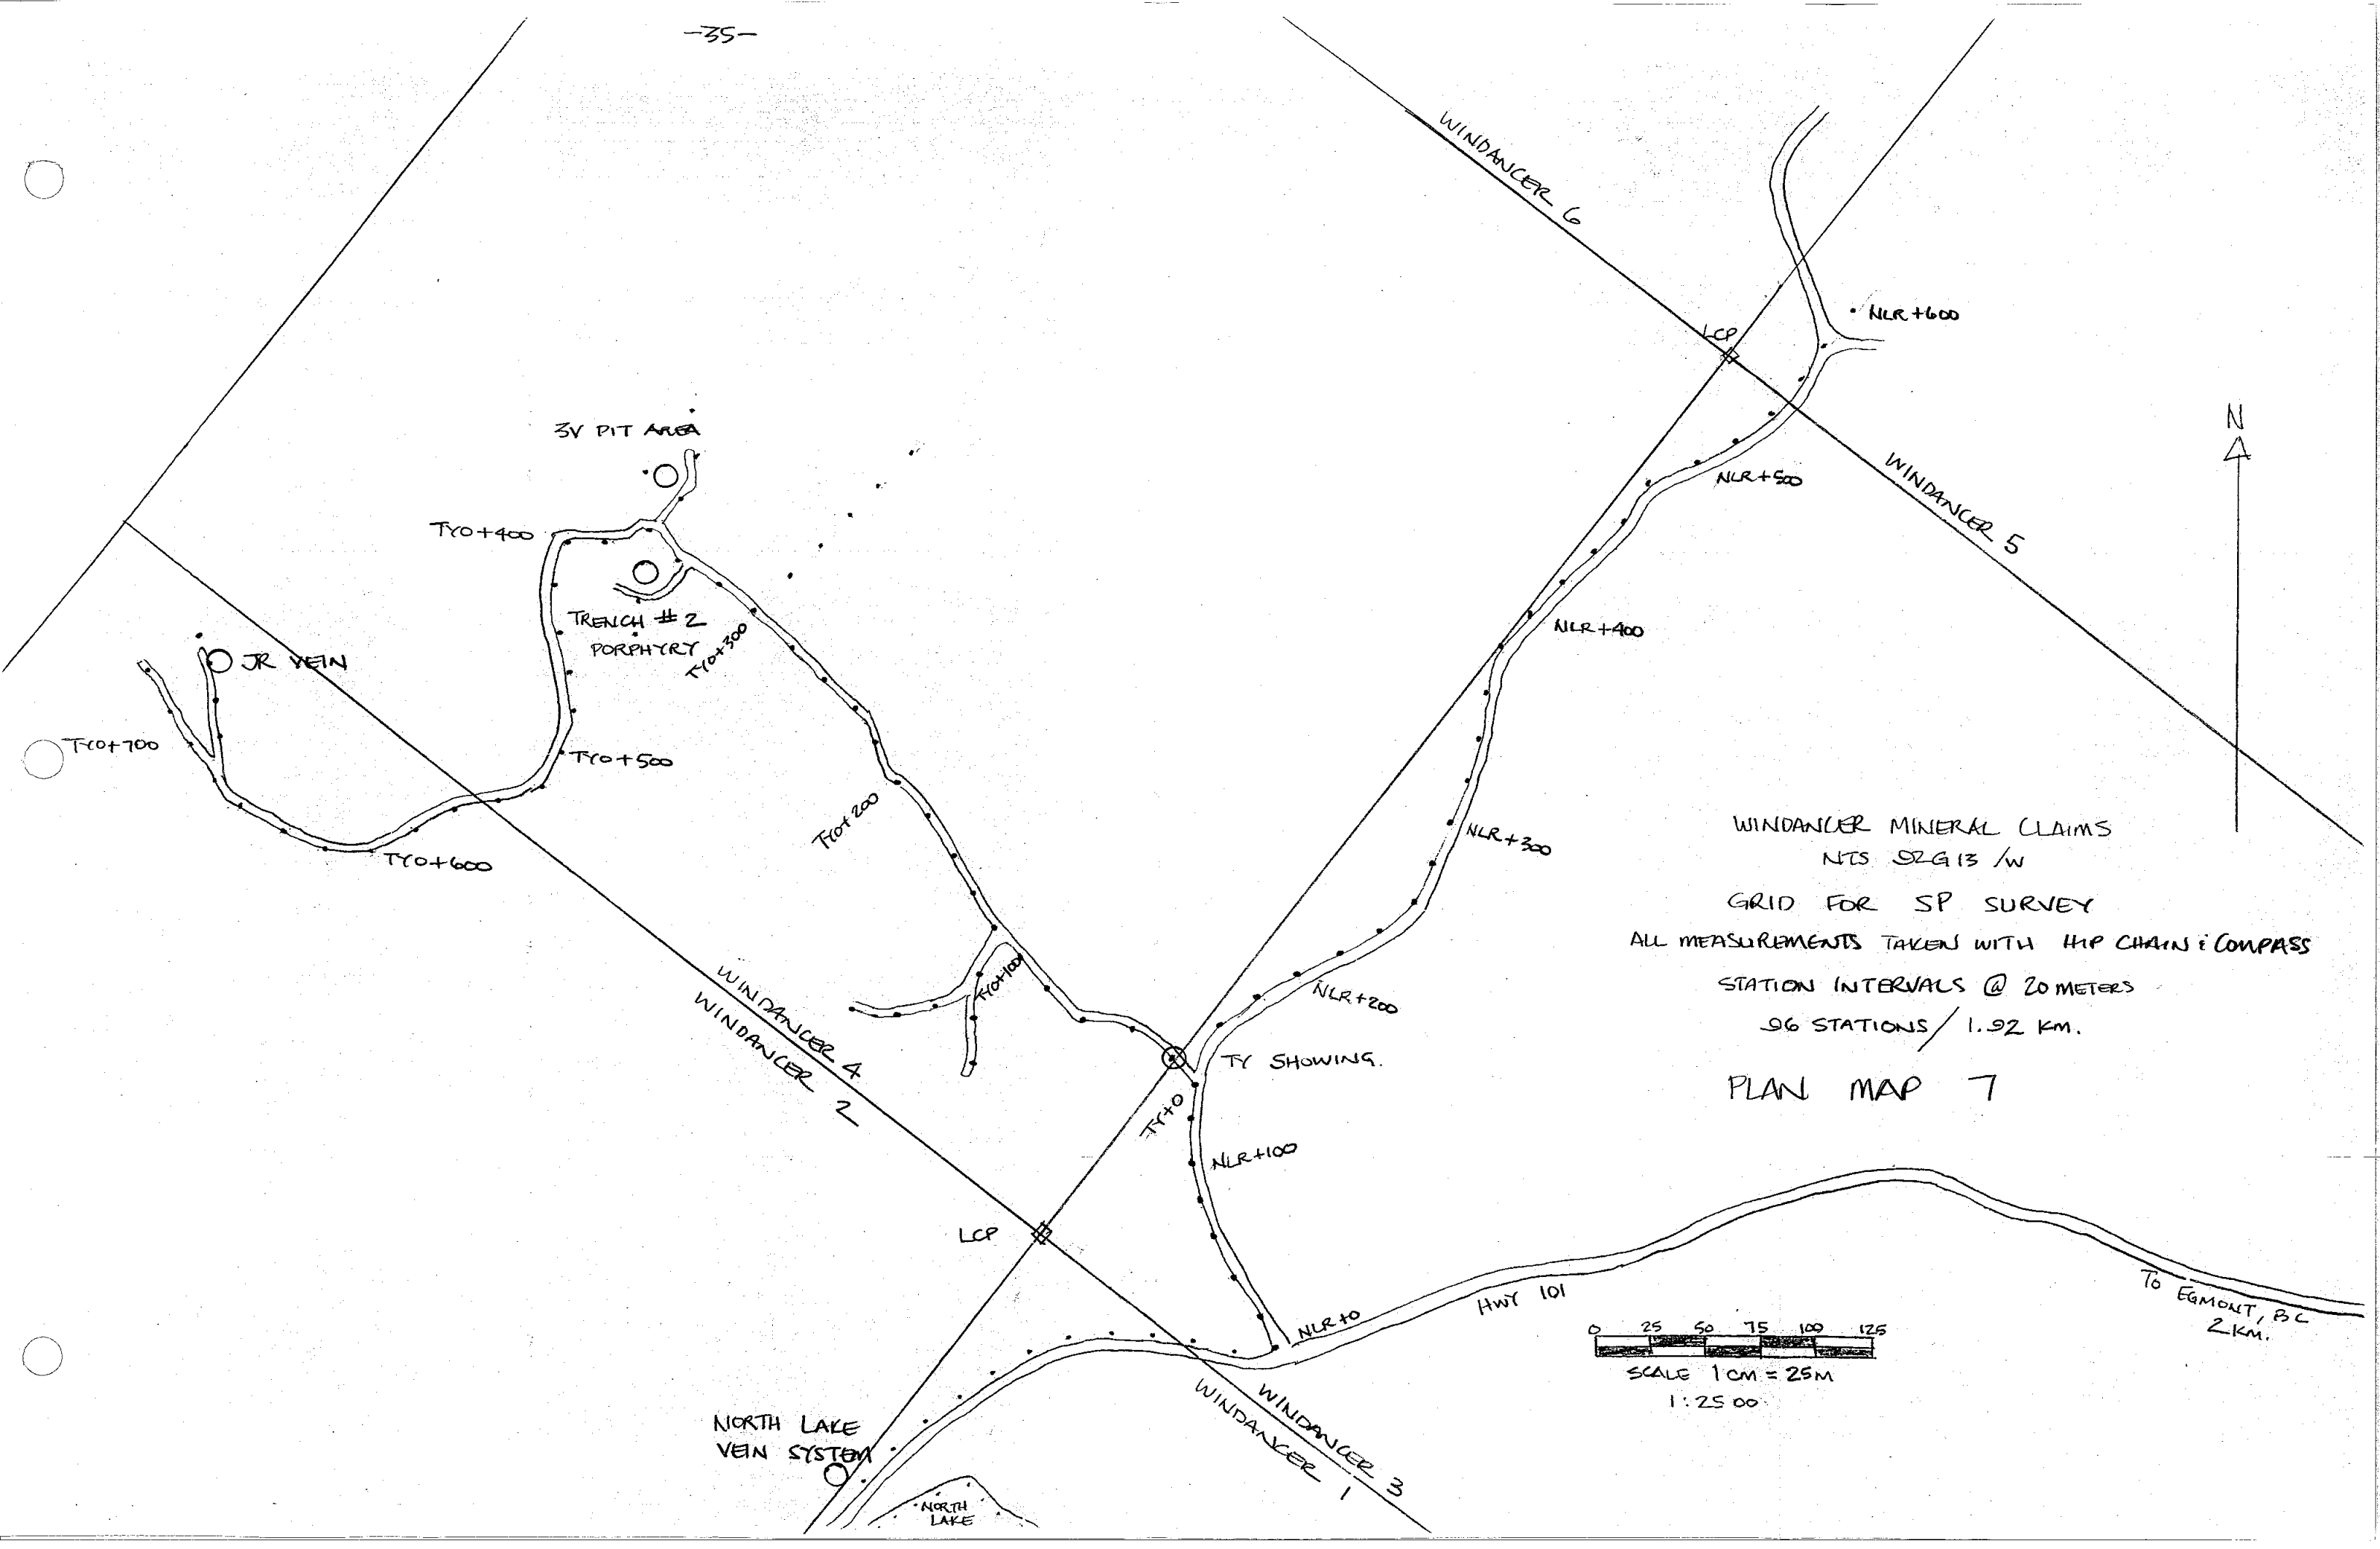 -35-
WINDANCER 6
NLR+600
LCP
3V PIT AREA
NLR+500
WINDANCER 5
N
TYO+400
TRENCH # 2
PORPHYRY
TYO+300
NLR+400
JR VEIN
TYO+700
TYO+500
TYO+200
TYO+600
NLR+300
WINDANCER MINERAL CLAIMS
NTS 92G13/W
GRID FOR SP SURVEY
ALL MEASUREMENTS TAKEN WITH HIP CHAIN & COMPASS
STATION INTERVALS @ 20 METERS
96 STATIONS/ 1.92 KM.
PLAN MAP 7
TYO+100
NLR+200
WINDANCER 4
WINDANCER 2
TY SHOWING.
TY+0
NLR+100
LCP
NLR+0
HWY 101
TO EGMONT, BC
2 KM.
0 25 50 75 100 125
SCALE 1 CM = 25M
1:2500
WINDANCER 3
WINDANCER 1
NORTH LAKE
VEIN SYSTEM
NORTH
LAKE